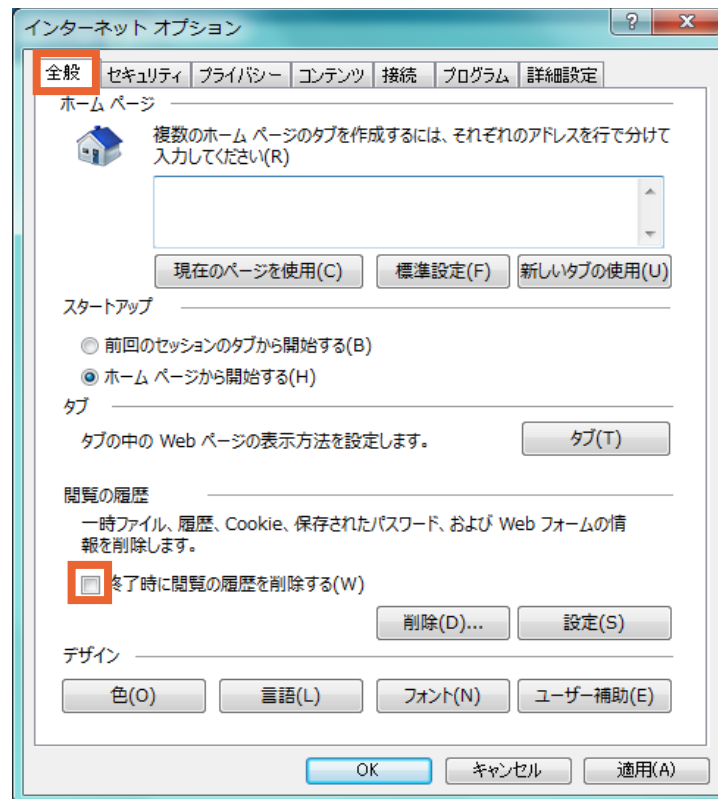 インターネット オプション
?
X
全般 セキュリティ プライバシー コンテンツ 接続 プログラム 詳細設定
ホーム ページ
複数のホーム ページのタブを作成するには、それぞれのアドレスを行で分けて
入力してください(R)
現在のページを使用(C) 標準設定(F) 新しいタブの使用(U)
スタートアップ
前回のセッションのタブから開始する(B)
ホーム ページから開始する(H)
タブ
タブの中の Web ページの表示方法を設定します。 タブ(T)
閲覧の履歴
一時ファイル、履歴、Cookie、保存されたパスワード、および Web フォームの情
報を削除します。
終了時に閲覧の履歴を削除する(W)
削除(D)... 設定(S)
デザイン
色(O) 言語(L) フォント(N) ユーザー補助(E)
OK キャンセル 適用(A)